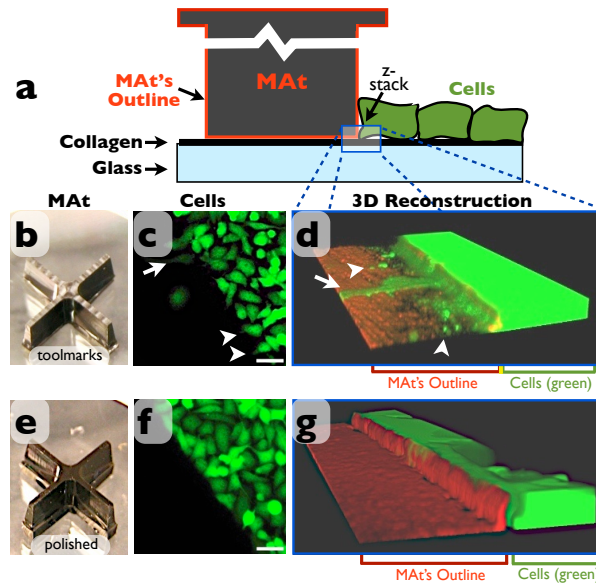 a
MAt's
Outline
MAt
z-
stack
Cells
Collagen
Glass
MAt
Cells
3D Reconstruction
b
toolmarks
c
d
MAt's Outline
Cells (green)
e
polished
f
g
MAt's Outline
Cells (green)